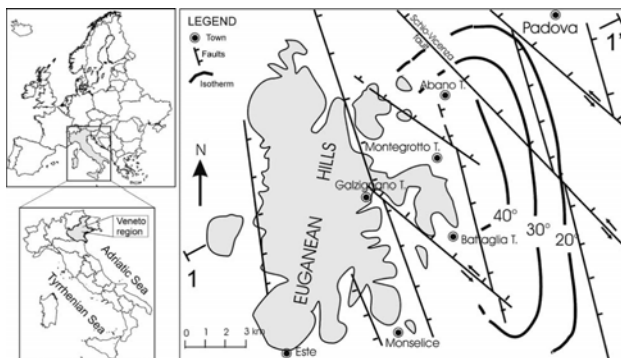 LEGEND
Town
Faults
Isotherm
Padova
1'
Schio-Vicenza
fault
Abano T.
N
Montegrotto T.
HILLS
Galzignano T.
EUGANEAN
40°
30°
20°
Battaglia T.
1
0 1 2 3 km
Monselice
Este
Veneto
region
Adriatic Sea
Tyrrhenian Sea